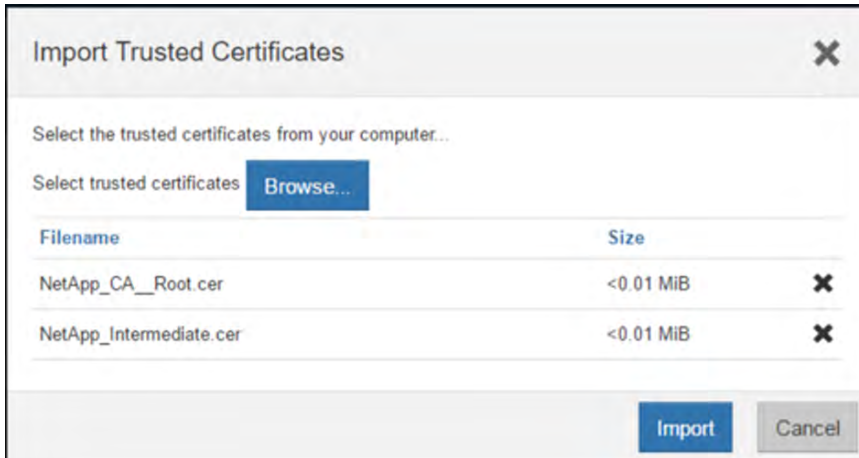 Import Trusted Certificates
Select the trusted certificates from your computer...
Select trusted certificates Browse...
Filename Size
NetApp_CA__Root.cer <0.01 MiB
NetApp_Intermediate.cer <0.01 MiB
Import Cancel